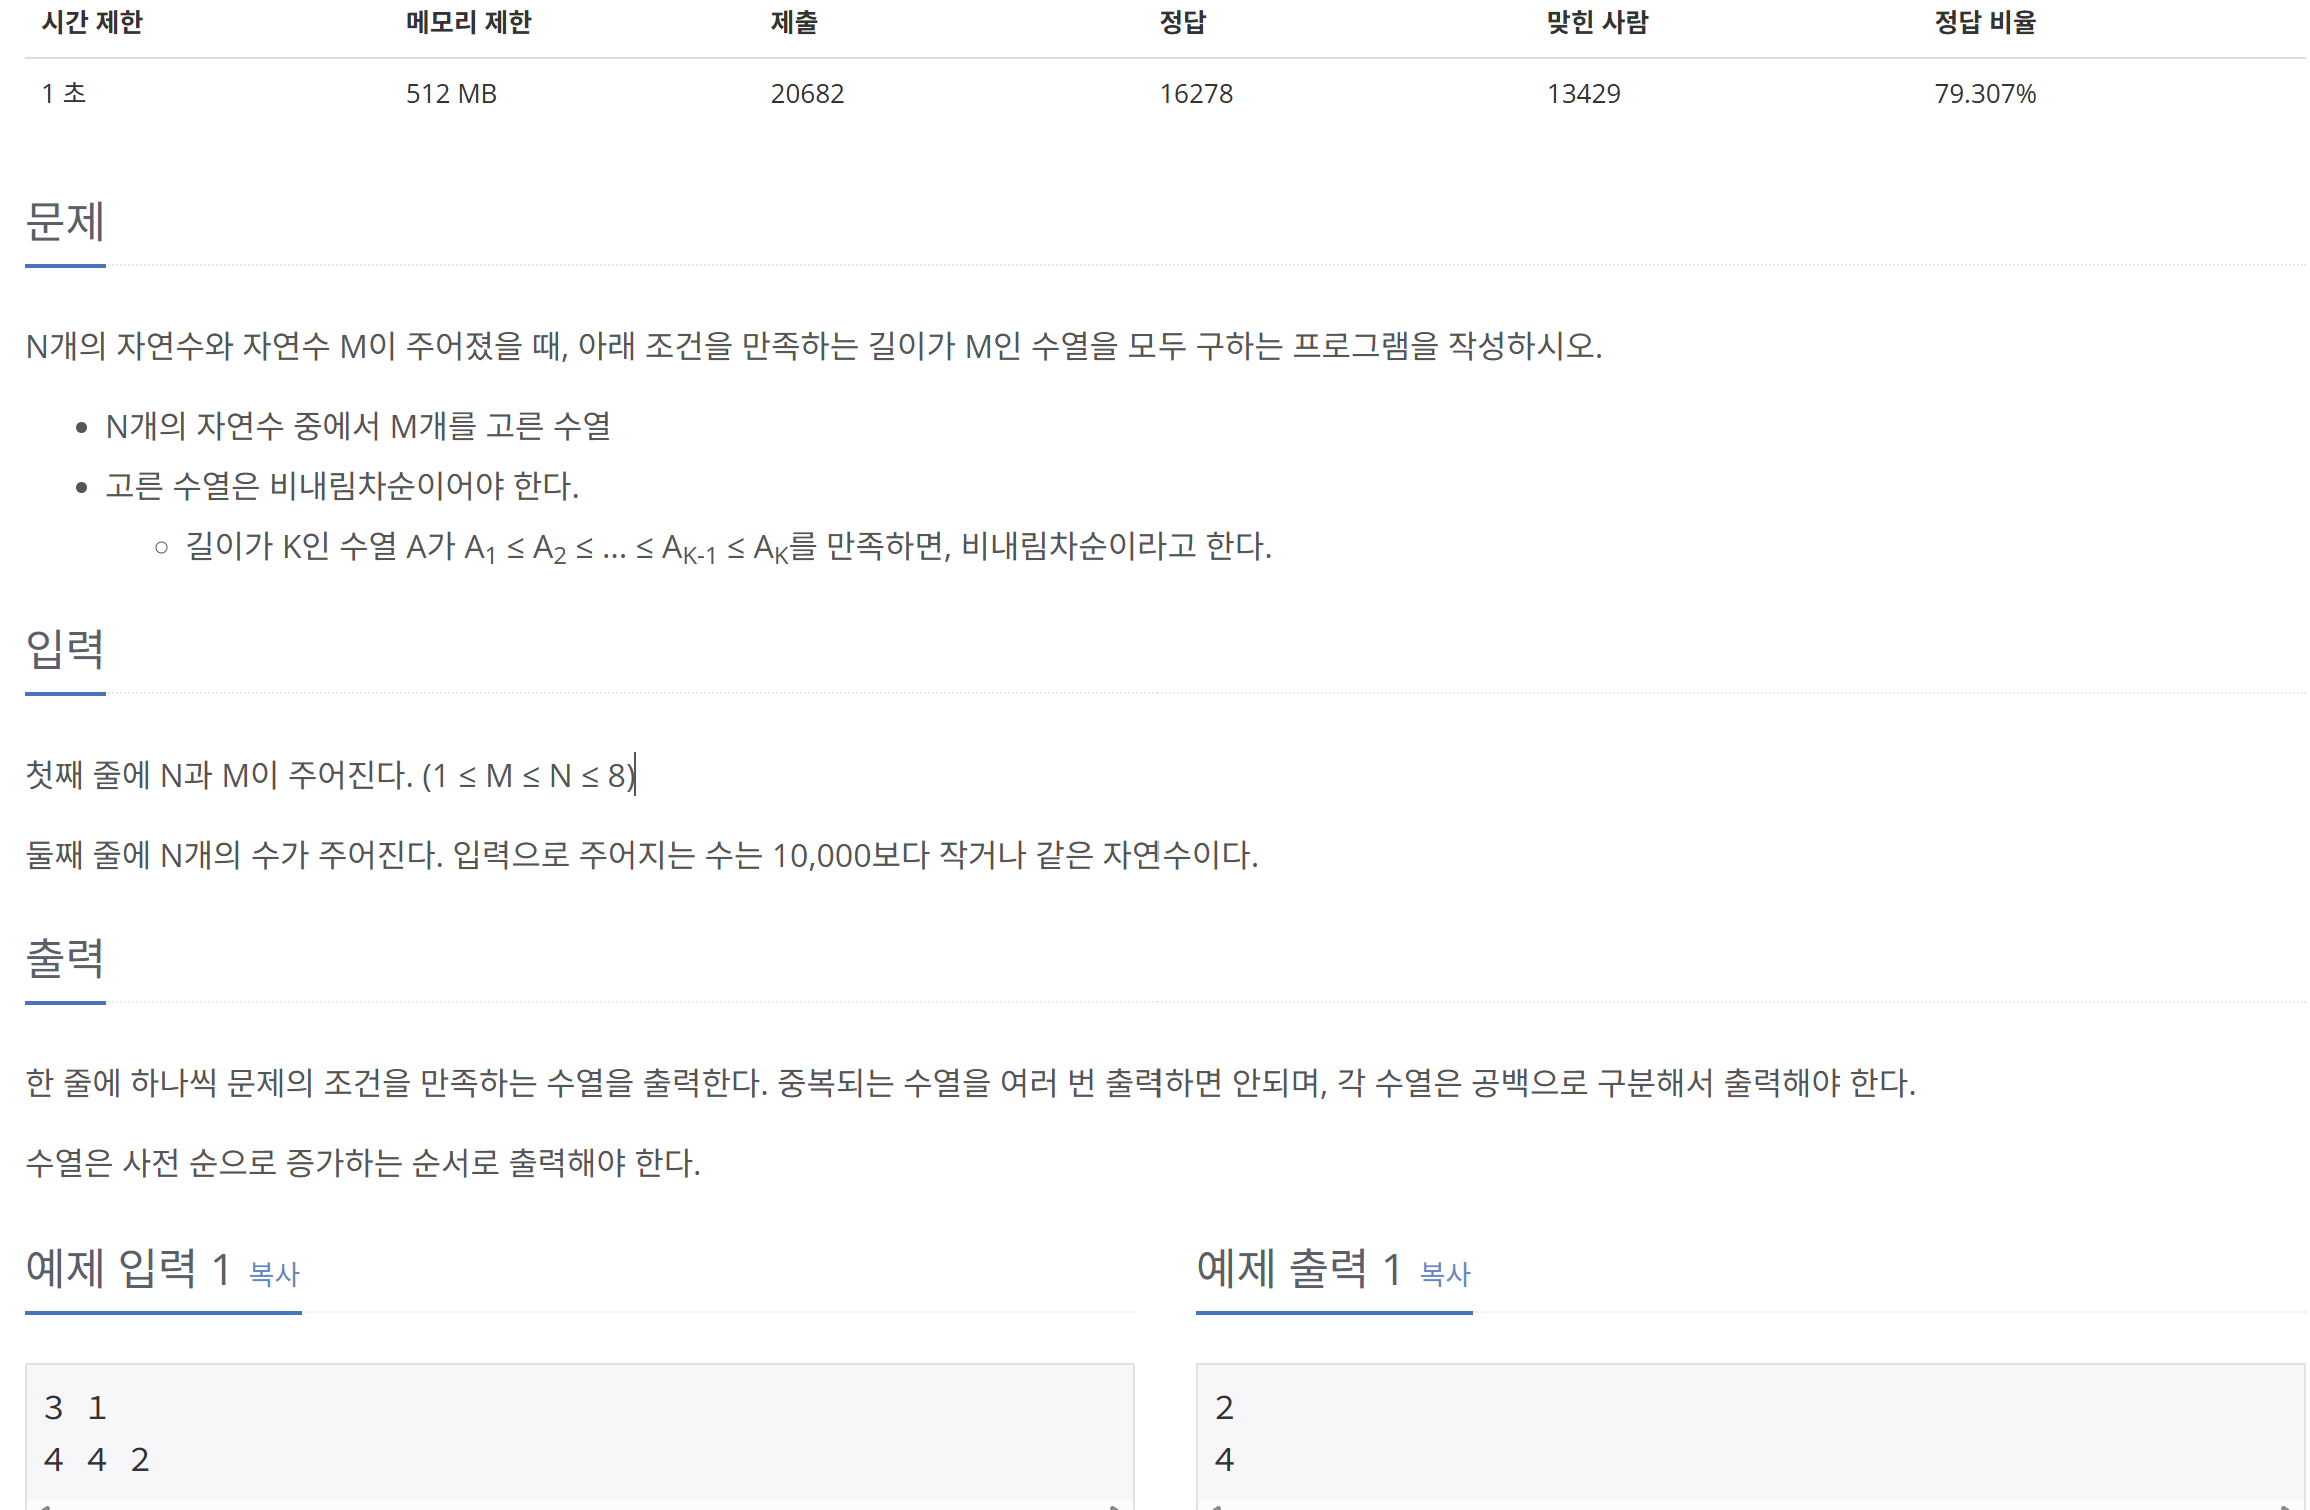 시간 제한 메모리 제한 제출 정답 맞힌 사람 정답 비율
1 초 512 MB 20682 16278 13429 79.307%
문제
N개의 자연수와 자연수 M이 주어졌을 때, 아래 조건을 만족하는 길이가 M인 수열을 모두 구하는 프로그램을 작성하시오.
N개의 자연수 중에서 M개를 고른 수열
고른 수열은 비내림차순이어야 한다.
길이가 K인 수열 A가 A₁ ≤ A₂ ≤ ... ≤ A_{K-1} ≤ A_K를 만족하면, 비내림차순이라고 한다.
입력
첫째 줄에 N과 M이 주어진다. (1 ≤ M ≤ N ≤ 8)
둘째 줄에 N개의 수가 주어진다. 입력으로 주어지는 수는 10,000보다 작거나 같은 자연수이다.
출력
한 줄에 하나씩 문제의 조건을 만족하는 수열을 출력한다. 중복되는 수열을 여러 번 출력하면 안되며, 각 수열은 공백으로 구분해서 출력해야 한다.
수열은 사전 순으로 증가하는 순서로 출력해야 한다.
예제 입력 1 복사
3 1
4 4 2
예제 출력 1 복사
2
4